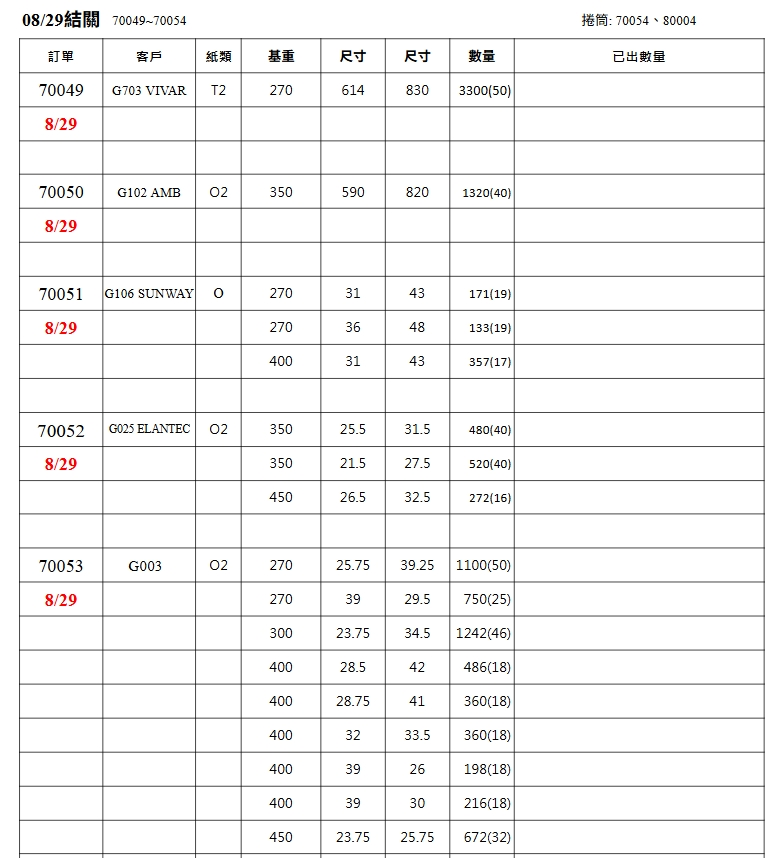 08/29結關 70049~70054 捲筒: 70054、80004
訂單 客戶 紙類 基重 尺寸 尺寸 數量 已出數量
70049 G703 VIVAR T2 270 614 830 3300(50)
8/29
70050 G102 AMB O2 350 590 820 1320(40)
8/29
70051 G106 SUNWAY O 270 31 43 171(19)
8/29 270 36 48 133(19)
400 31 43 357(17)
70052 G025 ELANTEC O2 350 25.5 31.5 480(40)
8/29 350 21.5 27.5 520(40)
450 26.5 32.5 272(16)
70053 G003 O2 270 25.75 39.25 1100(50)
8/29 270 39 29.5 750(25)
300 23.75 34.5 1242(46)
400 28.5 42 486(18)
400 28.75 41 360(18)
400 32 33.5 360(18)
400 39 26 198(18)
400 39 30 216(18)
450 23.75 25.75 672(32)